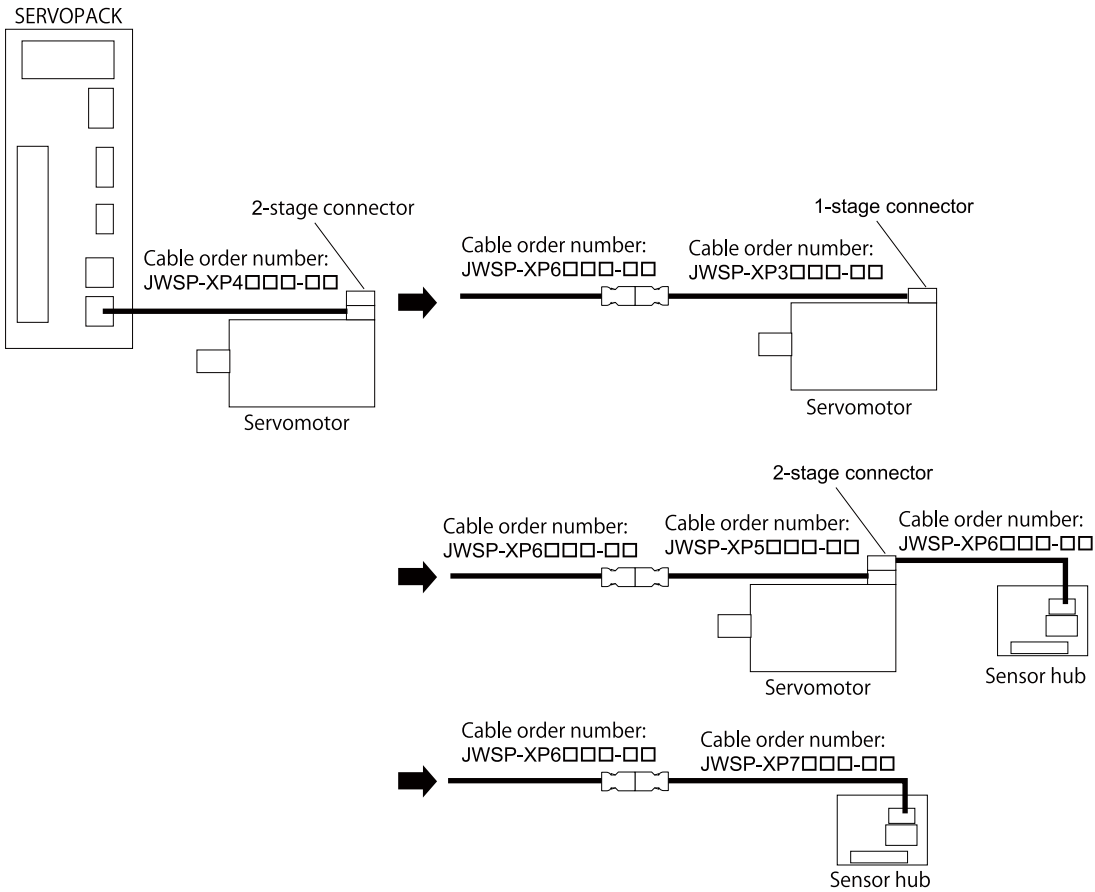 SERVOPACK
2-stage connector
Cable order number:
JWSP-XP4□□□-□□
Servomotor
1-stage connector
Cable order number:
JWSP-XP6□□□-□□
Cable order number:
JWSP-XP3□□□-□□
Servomotor
2-stage connector
Cable order number:
JWSP-XP6□□□-□□
Cable order number:
JWSP-XP5□□□-□□
Cable order number:
JWSP-XP6□□□-□□
Servomotor
Sensor hub
Cable order number:
JWSP-XP6□□□-□□
Cable order number:
JWSP-XP7□□□-□□
Sensor hub